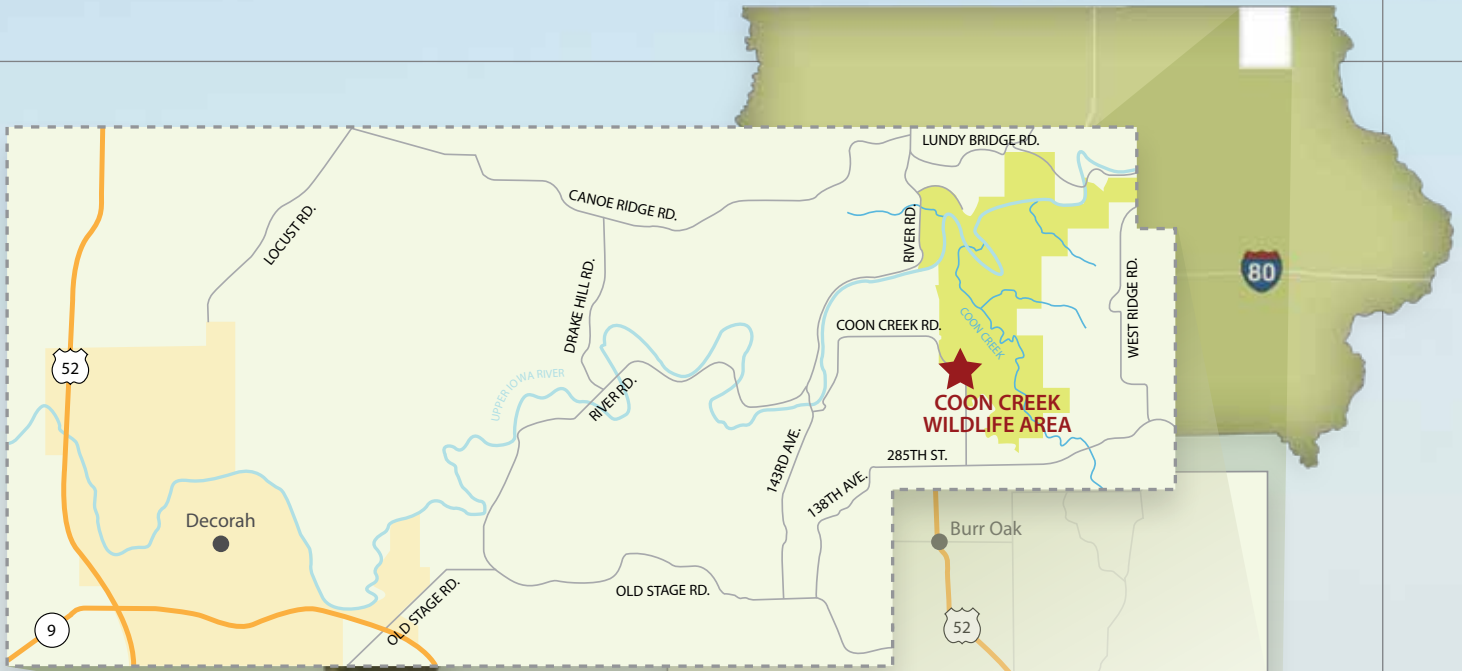 80
LUNDY BRIDGE RD.
CANOE RIDGE RD.
LOCUST RD.
RIVER RD.
DRAKE HILL RD.
WEST RIDGE RD.
COON CREEK RD.
COON CREEK
52
UPPER IOWA RIVER
RIVER RD.
COON CREEK
WILDLIFE AREA
143RD AVE.
285TH ST.
138TH AVE.
Decorah
Burr Oak
OLD STAGE RD.
OLD STAGE RD.
9
52